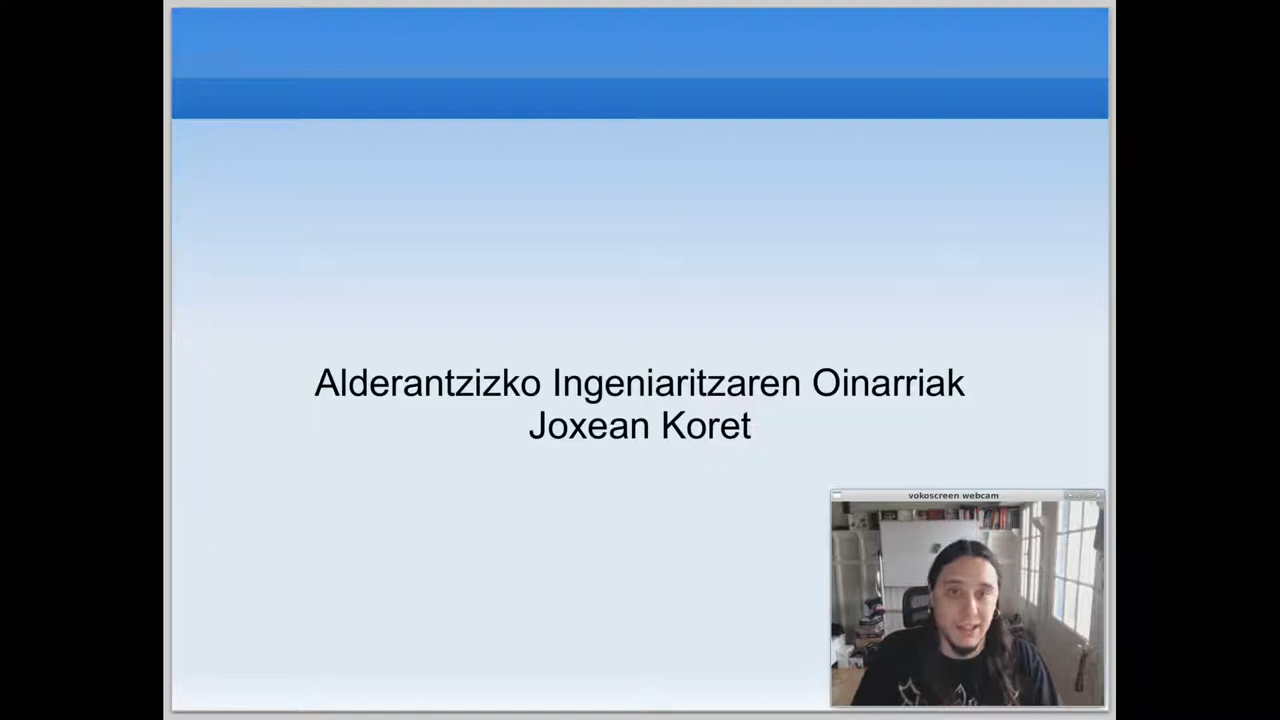 Alderantzizko Ingeniaritzaren Oinarriak
Joxean Koret
vokoscreen webcam